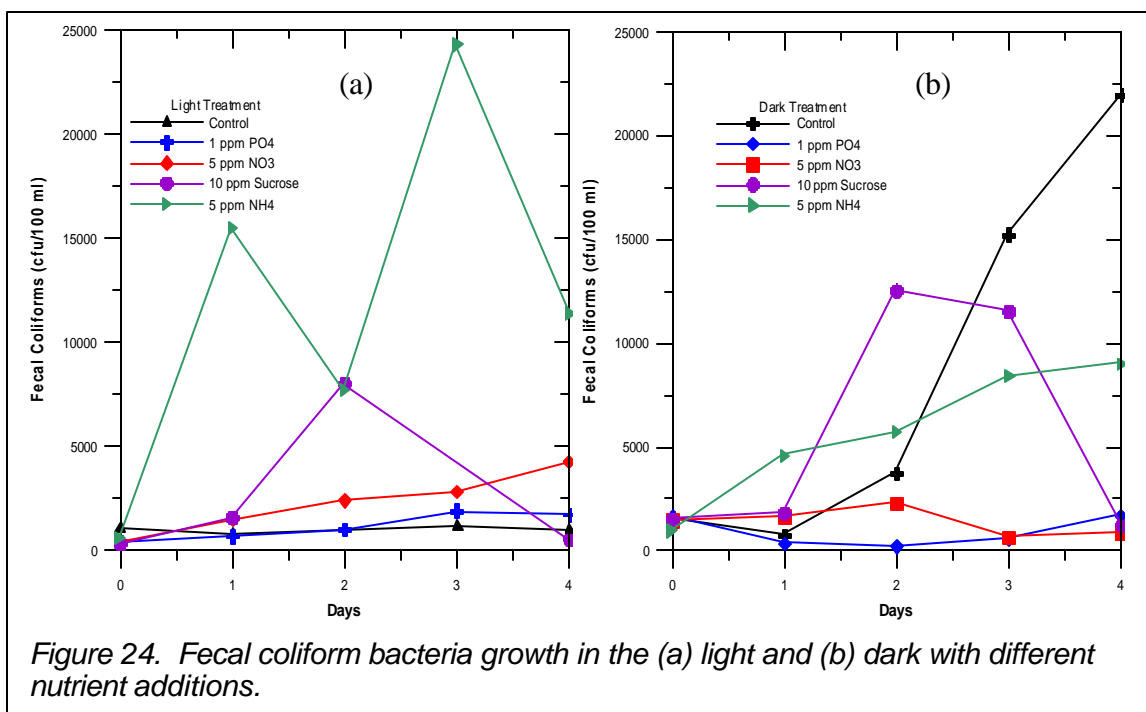 (a)
Light Treatment
Control
1 ppm PO4
5 ppm NO3
10 ppm Sucrose
5 ppm NH4
25000
20000
15000
10000
5000
0
Fecal Coliforms (cfu/100 ml)
0 1 2 3 4
Days
(b)
Dark Treatment
Control
1 ppm PO4
5 ppm NO3
10 ppm Sucrose
5 ppm NH4
25000
20000
15000
10000
5000
0
Fecal Coliforms (cfu/100 ml)
0 1 2 3 4
Days
Figure 24. Fecal coliform bacteria growth in the (a) light and (b) dark with different
nutrient additions.